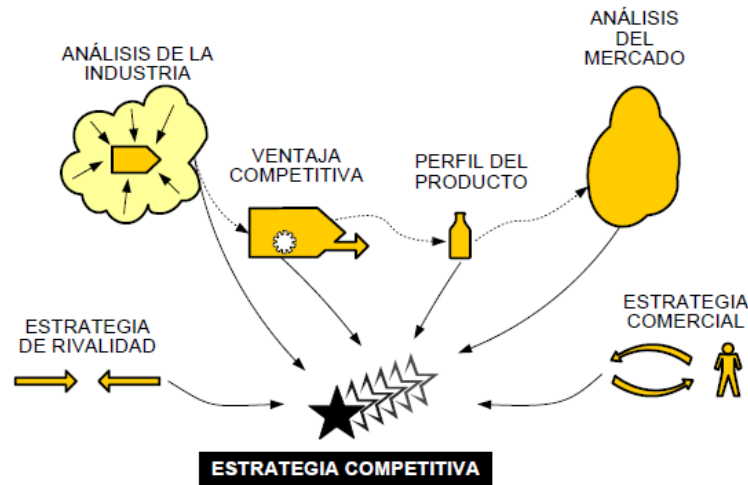 ANÁLISIS DE LA
INDUSTRIA
VENTAJA
COMPETITIVA
PERFIL DEL
PRODUCTO
ANÁLISIS
DEL
MERCADO
ESTRATEGIA
DE RIVALIDAD
ESTRATEGIA
COMERCIAL
ESTRATEGIA COMPETITIVA